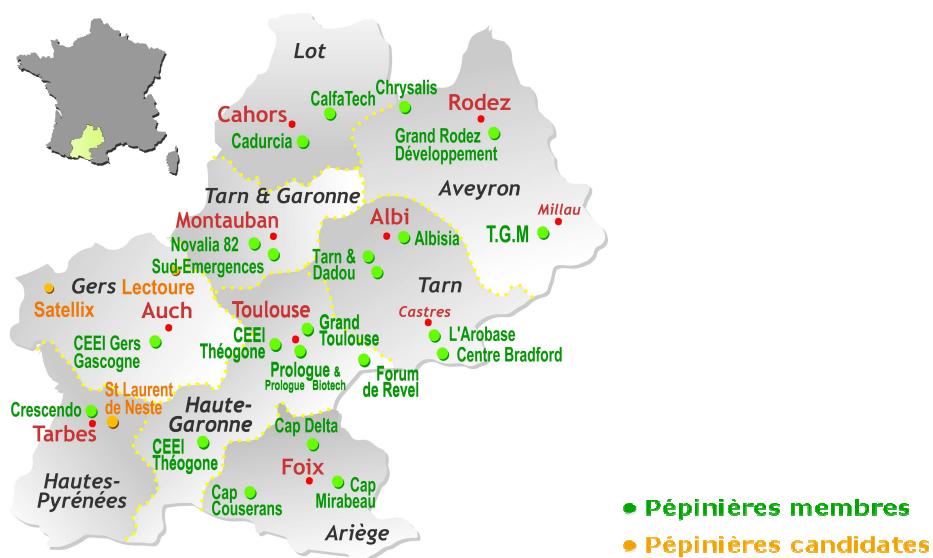 Lot
Chrysalis
CalfaTech
Cahors
Rodez
Cadurcia
Grand Rodez
Développement
Aveyron
Tarn & Garonne
Millau
Montauban
Albi
T.G.M
Novalia 82
Albisia
Sud-Emergences
Tarn &
Dadou
Gers
Lectoure
Tarn
Satellix
Auch
Toulouse
Castres
CEEI Gers
Gascogne
CEEI
Théogone
Grand
Toulouse
L'Arobase
Centre Bradford
Prologue &
Prologue Biotech
Forum
de Revel
St Laurent
de Neste
Crescendo
Tarbes
Haute-
Garonne
Cap Delta
CEEI
Théogone
Foix
Hautes-
Pyrénées
Cap
Couserans
Cap
Mirabeau
Ariège
Pépinières membres
Pépinières candidates